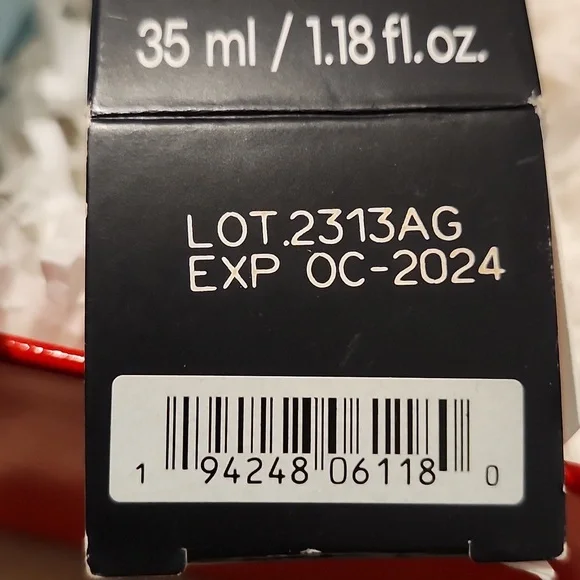 35 ml / 1.18 fl. oz.
LOT.2313AG
EXP OC-2024
1 94248 06118 0